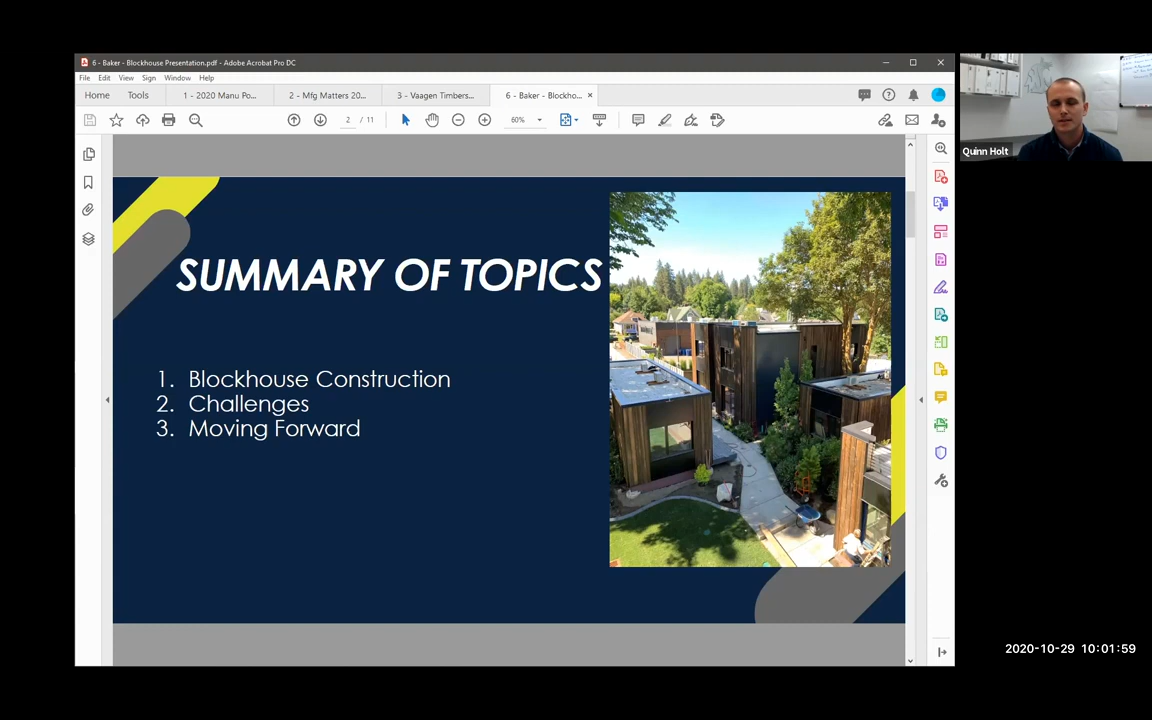 6 - Baker - Blockhouse Presentation.pdf - Adobe Acrobat Pro DC
File Edit View Sign Window Help
Home Tools 1 - 2020 Manu Po... 2 - Mfg Matters 20... 3 - Vaagen Timbers... 6 - Baker - Blockho...
2 / 11 60%
Quinn Holt
SUMMARY OF TOPICS
1. Blockhouse Construction
2. Challenges
3. Moving Forward
2020-10-29 10:01:59